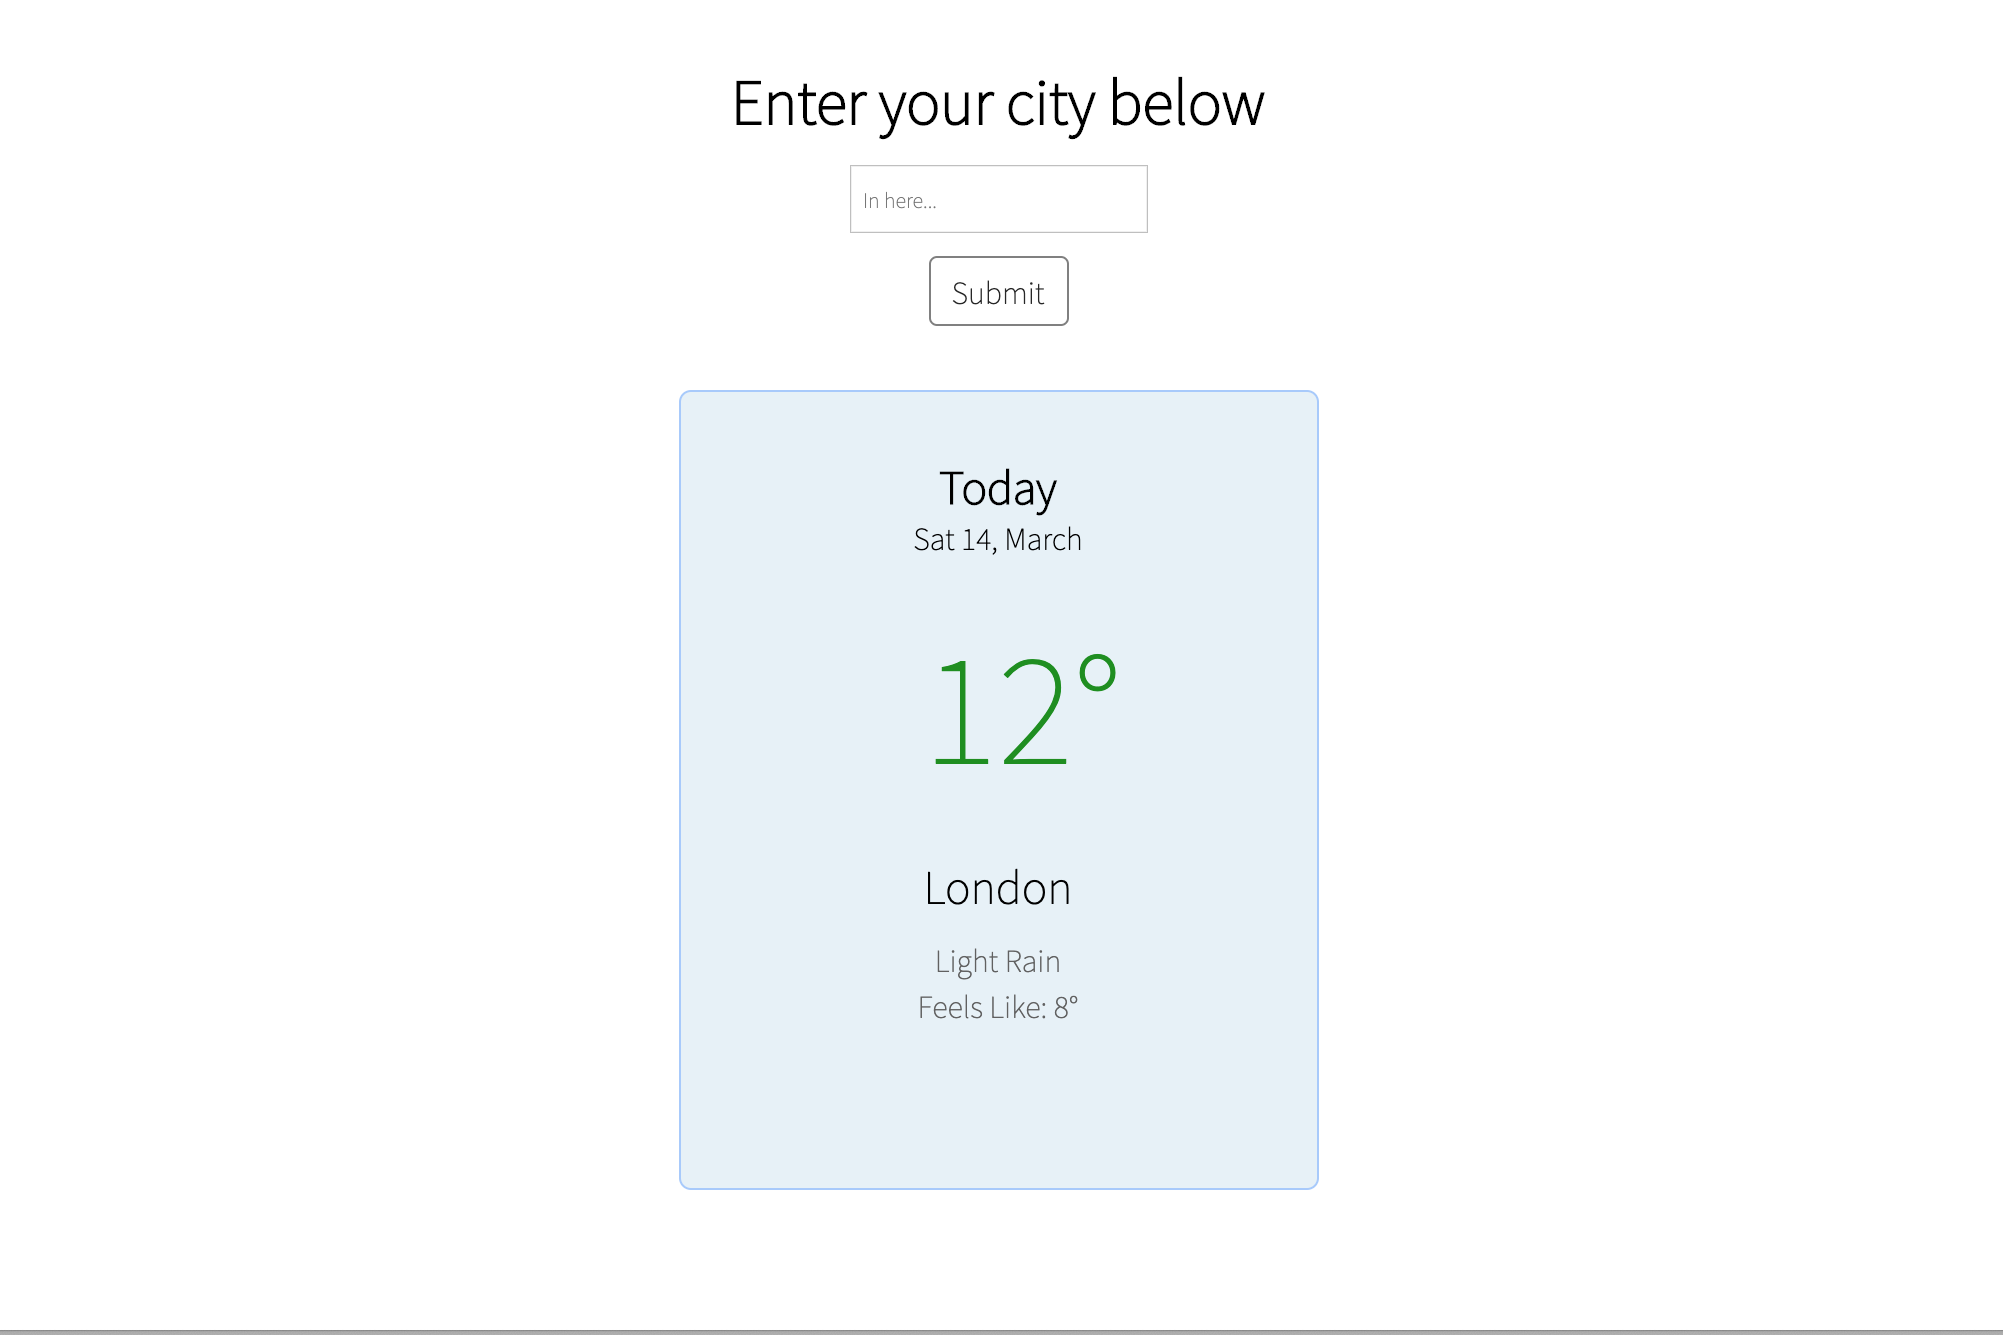 Enter your city below
In here...
Submit
Today
Sat 14, March
12°
London
Light Rain
Feels Like: 8°